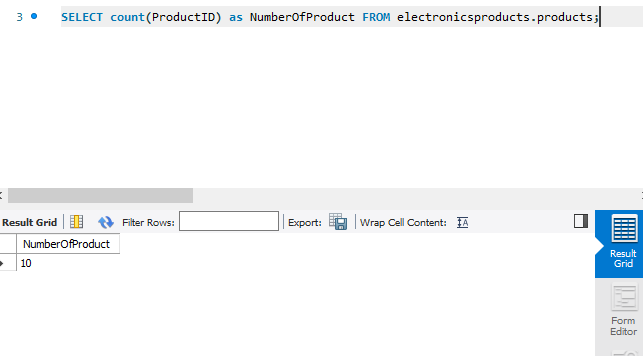 3 SELECT count(ProductID) as NumberOfProduct FROM electronicsproducts.products;
Result Grid Filter Rows: Export: Wrap Cell Content: IA
NumberOfProduct
10
Result
Grid
Form
Editor